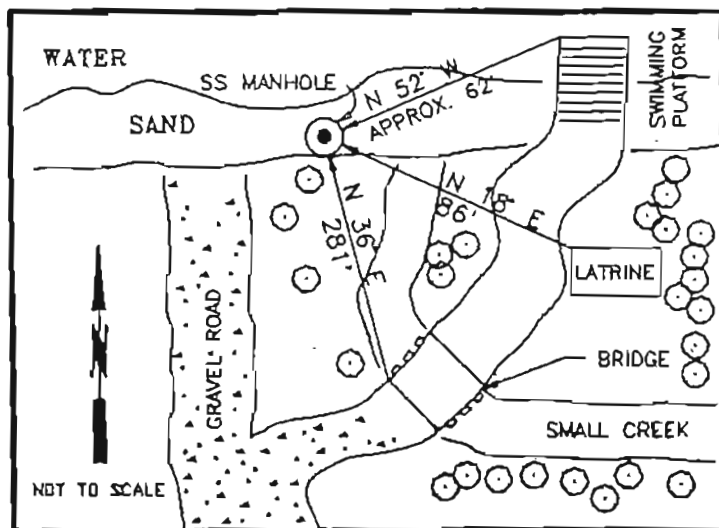 WATER
SS MANHOLE
SAND
N 52° W
APPROX. 62'
SWIMMING
PLATFORM
N 18° E
86'
N 36° E
281'
LATRINE
GRAVEL ROAD
BRIDGE
SMALL CREEK
N
NOT TO SCALE